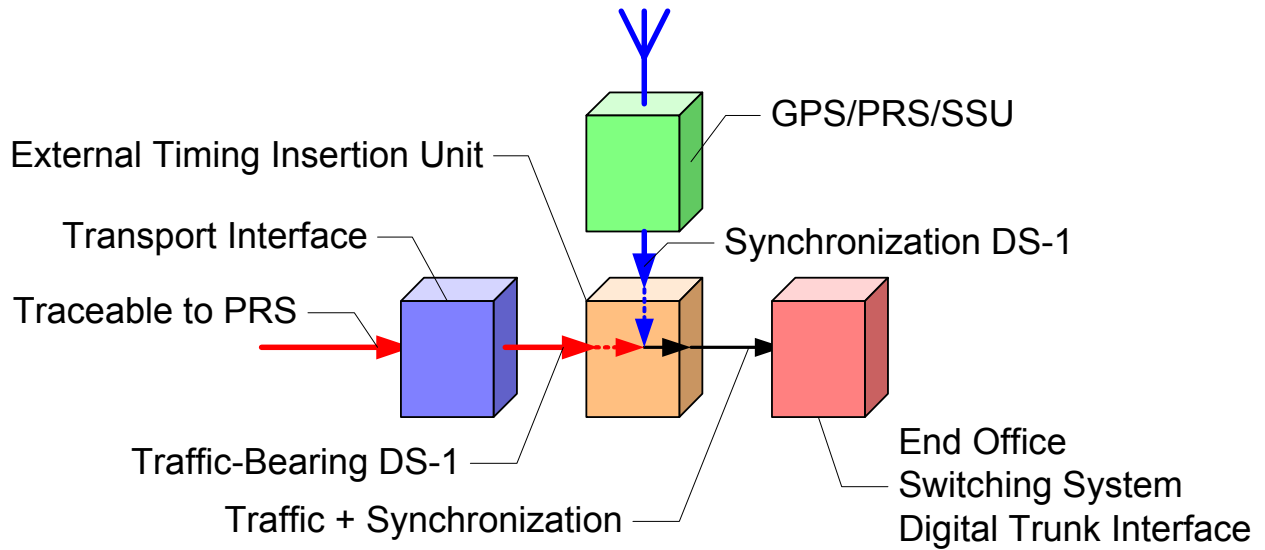 GPS/PRS/SSU
External Timing Insertion Unit
Transport Interface
Synchronization DS-1
Traceable to PRS
Traffic-Bearing DS-1
Traffic + Synchronization
End Office
Switching System
Digital Trunk Interface